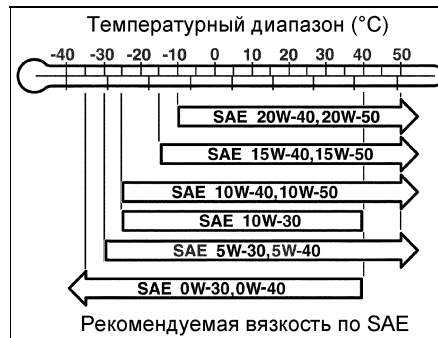 Температурный диапазон (°C)
-40 -30 -20 -10 0 10 20 30 40 50
SAE 20W-40,20W-50
SAE 15W-40,15W-50
SAE 10W-40,10W-50
SAE 10W-30
SAE 5W-30,5W-40
SAE 0W-30,0W-40
Рекомендуемая вязкость по SAE